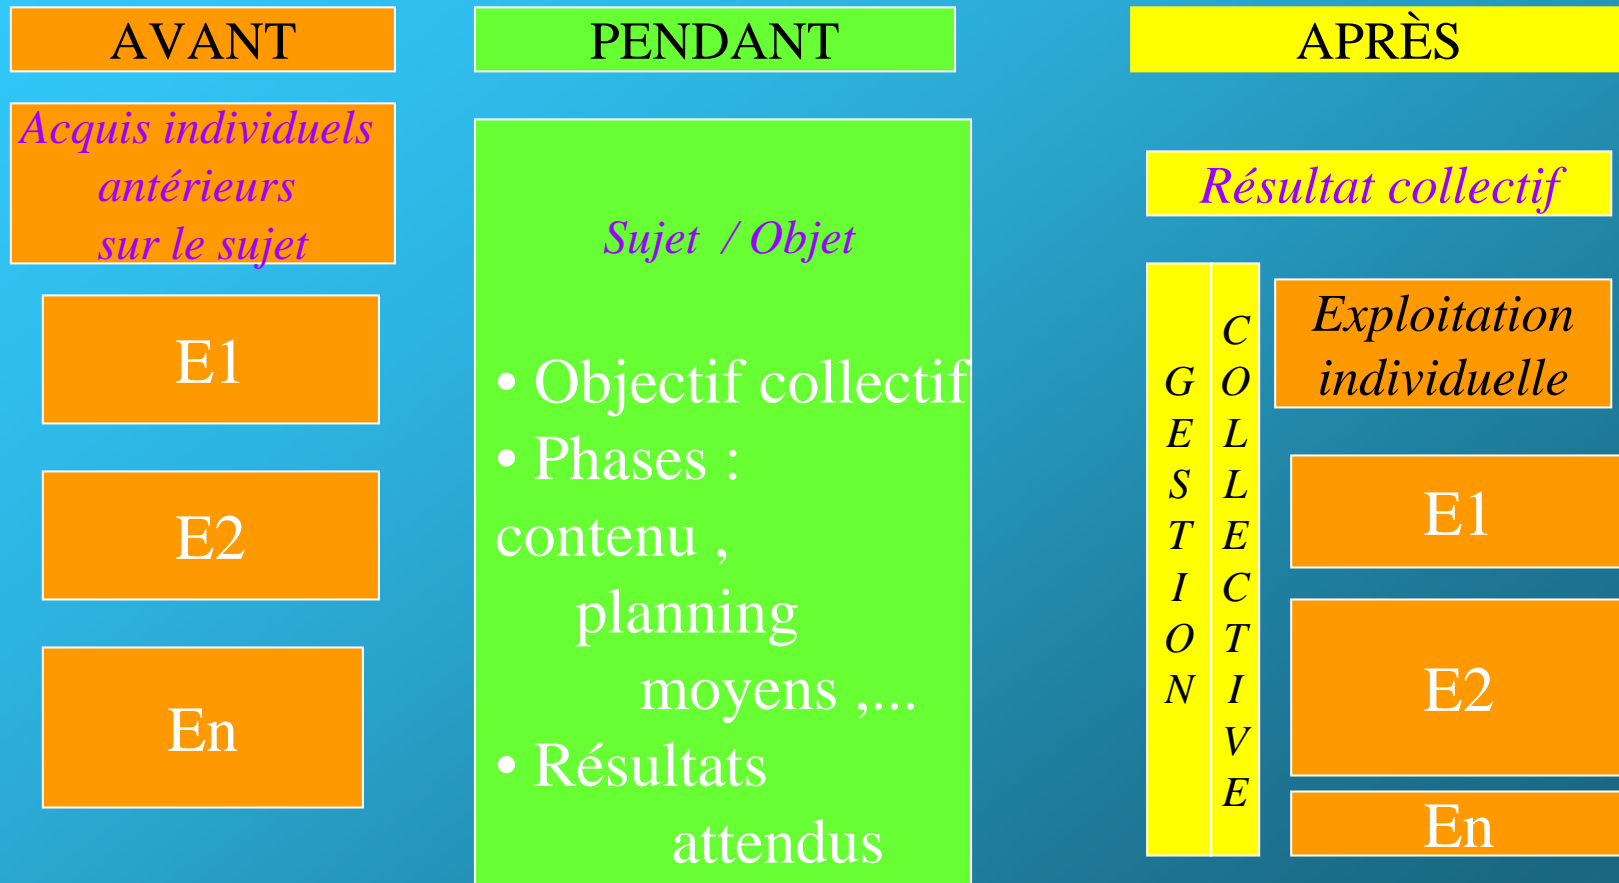 AVANT
Acquis individuels
antérieurs
sur le sujet
E1
E2
En
PENDANT
Sujet / Objet
• Objectif collectif
• Phases :
contenu ,
planning
moyens ,...
• Résultats
attendus
APRÈS
Résultat collectif
GESTION
COLLECTIVE
Exploitation
individuelle
E1
E2
En